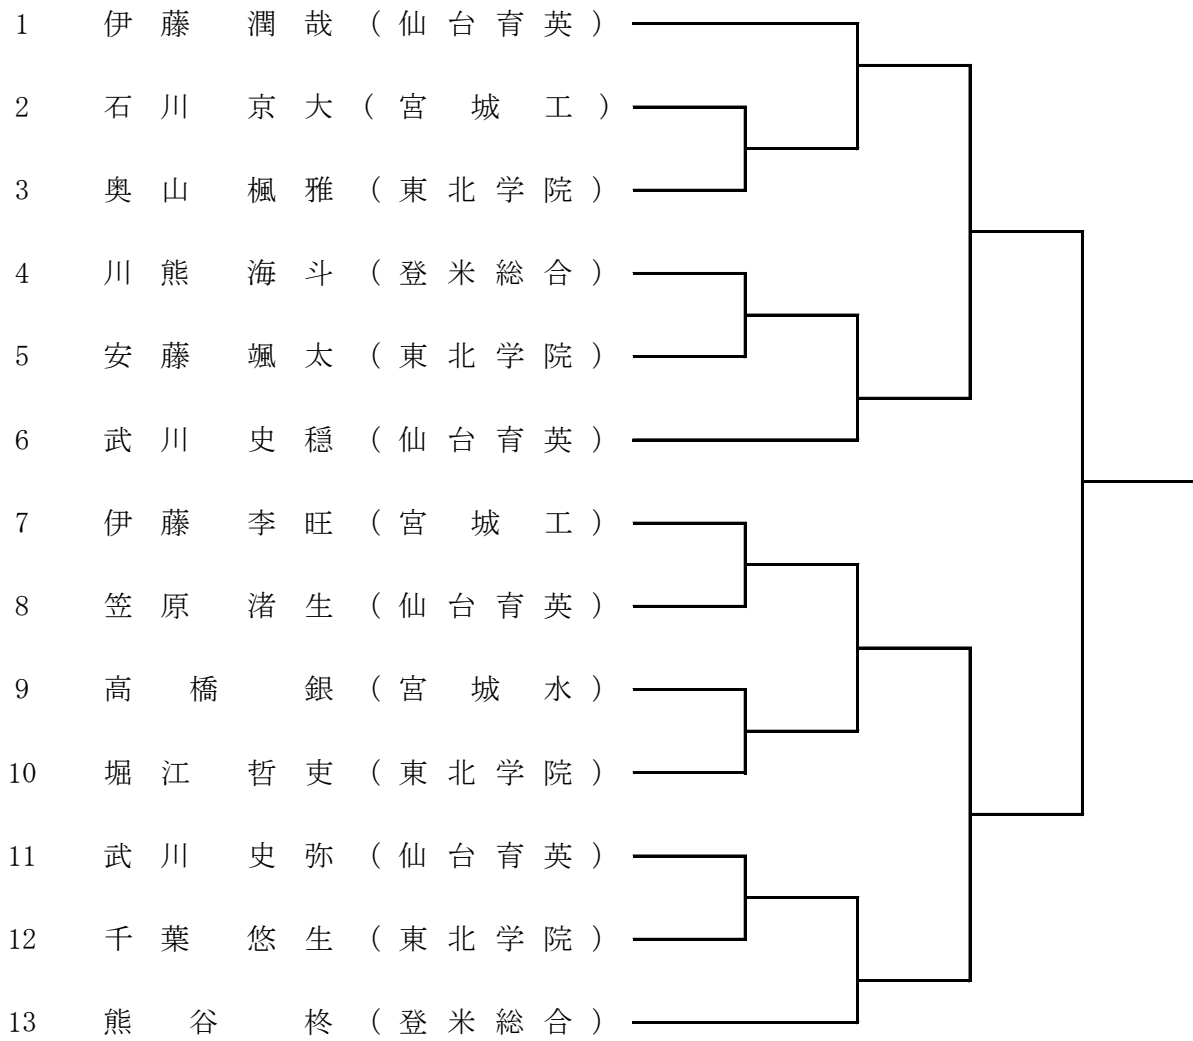 1 伊藤 潤哉 (仙台育英)
2 石川 京大 (宮城工)
3 奥山 楓雅 (東北学院)
4 川熊 海斗 (登米総合)
5 安藤 颯太 (東北学院)
6 武川 史穏 (仙台育英)
7 伊藤 李旺 (宮城工)
8 笠原 渚生 (仙台育英)
9 高橋 銀 (宮城水)
10 堀江 哲吏 (東北学院)
11 武川 史弥 (仙台育英)
12 千葉 悠生 (東北学院)
13 熊谷 柊 (登米総合)